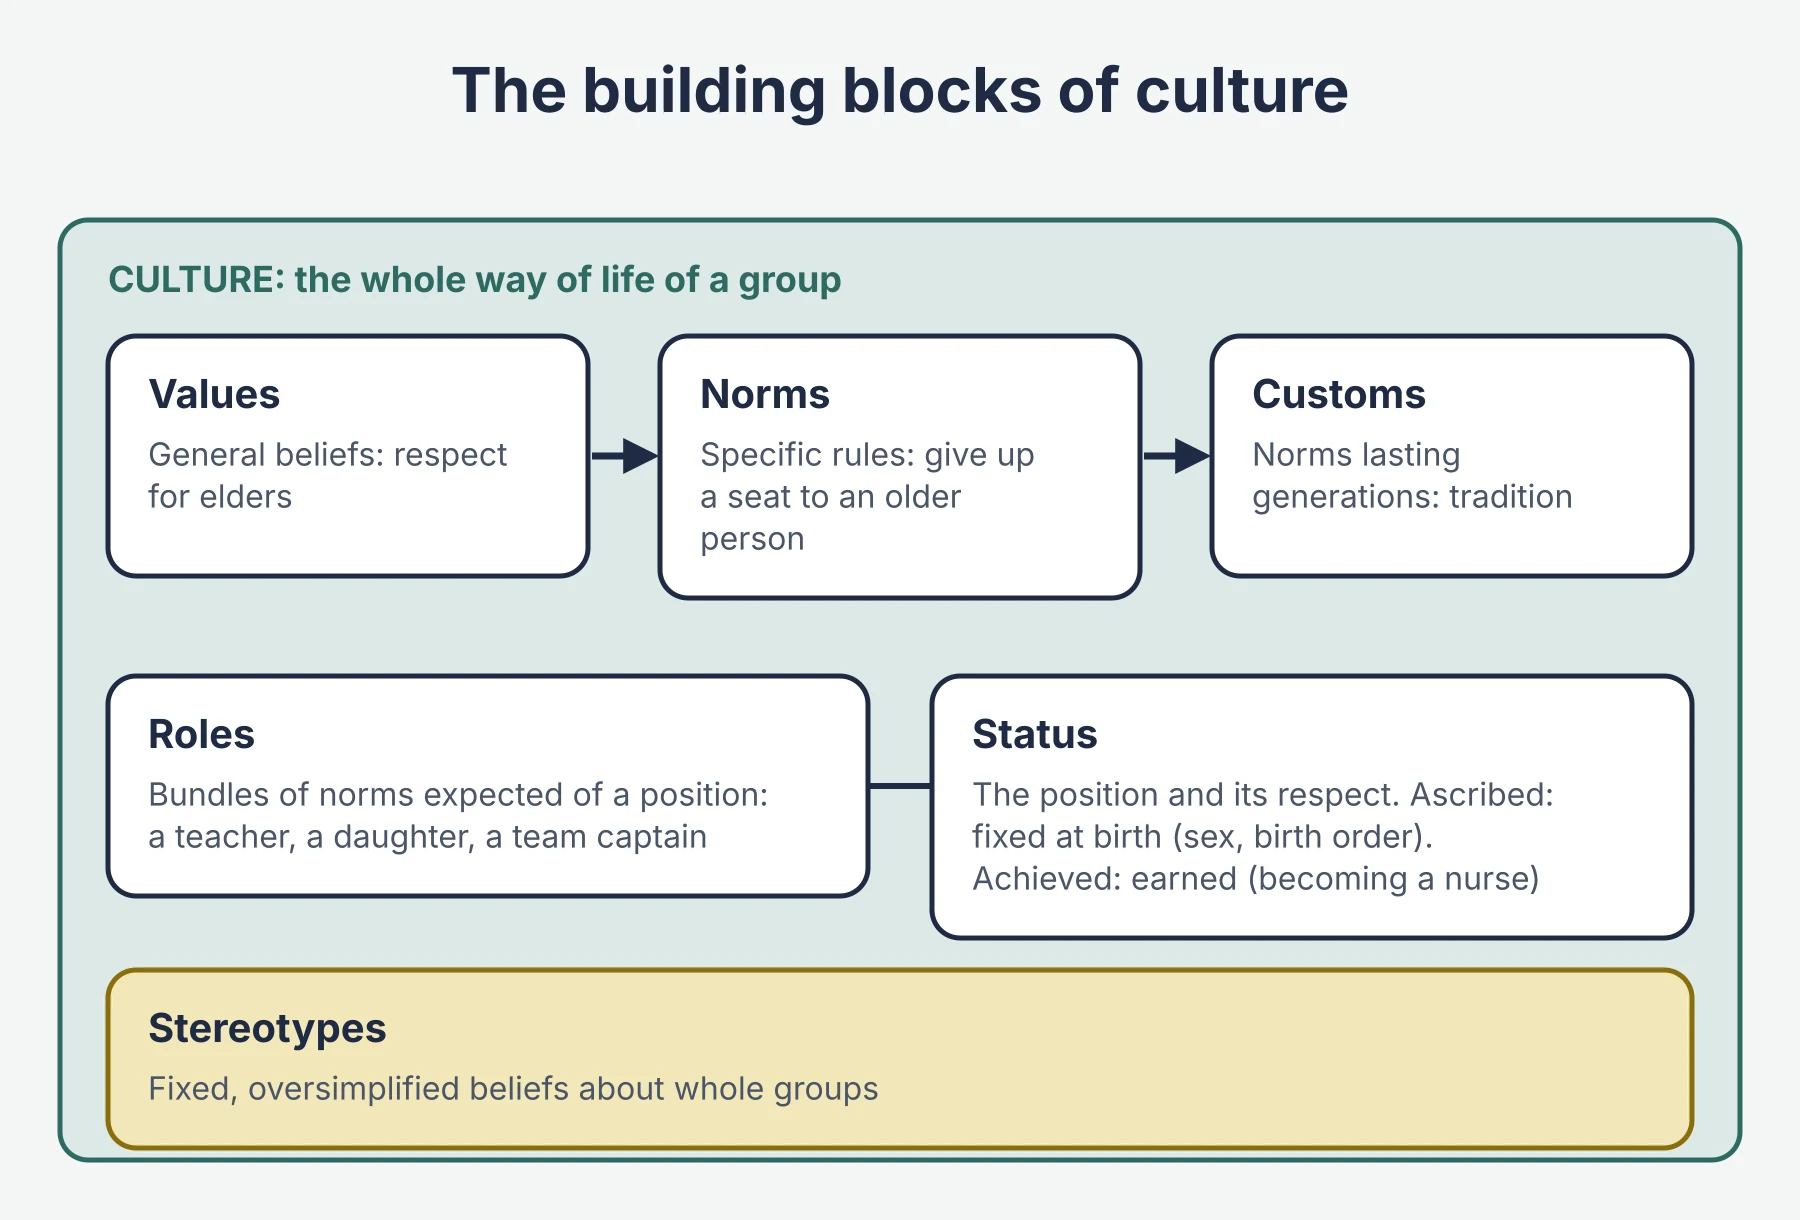 The building blocks of culture
CULTURE: the whole way of life of a group
Values
General beliefs: respect
for elders
Norms
Specific rules: give up
a seat to an older
person
Customs
Norms lasting
generations: tradition
Roles
Bundles of norms expected of a position:
a teacher, a daughter, a team captain
Status
The position and its respect. Ascribed:
fixed at birth (sex, birth order).
Achieved: earned (becoming a nurse)
Stereotypes
Fixed, oversimplified beliefs about whole groups